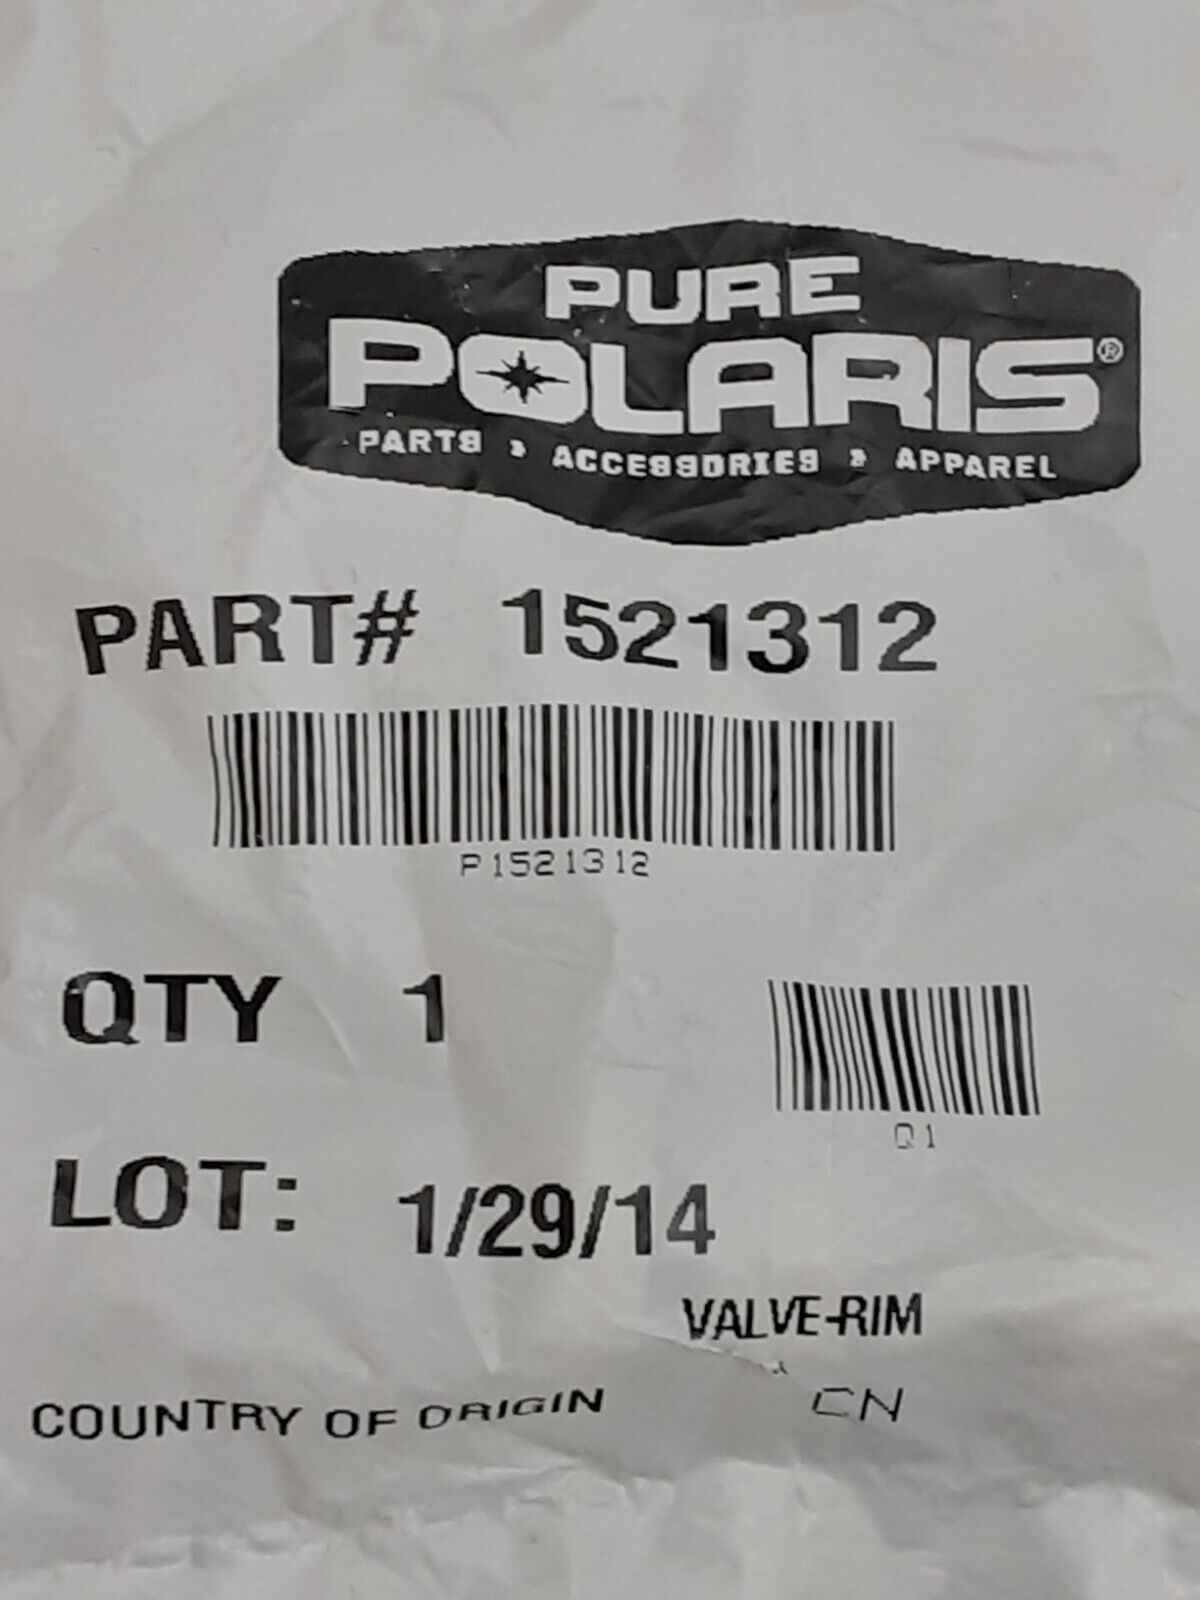 PURE
POLARIS®
PARTS » ACCESSORIES » APPAREL
PART# 1521312
P1521312
QTY 1
Q1
LOT: 1/29/14
VALVE-RIM
COUNTRY OF ORIGIN CN